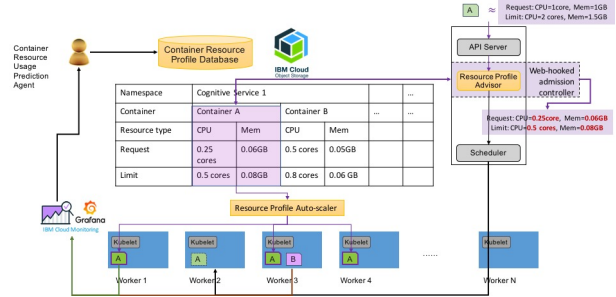 A ≈ Request: CPU=1core, Mem=1GB
Limit: CPU=2 cores, Mem=1.5GB
Container
Resource
Usage
Prediction
Agent
Container Resource
Profile Database
IBM Cloud
Object Storage
API Server
Resource Profile
Advisor
Web-hooked
admission
controller
Request: CPU=0.25core, Mem=0.06GB
Limit: CPU=0.5 cores, Mem=0.08GB
Scheduler
Namespace Cognitive Service 1 ...
Container Container A Container B ... ...
Resource type CPU Mem CPU Mem
Request 0.25 cores 0.06GB 0.5 cores 0.05GB
Limit 0.5 cores 0.08GB 0.8 cores 0.06 GB
Resource Profile Auto-scaler
Grafana
IBM Cloud Monitoring
Kubelet Kubelet Kubelet Kubelet ...... Kubelet
A A A B A
Worker 1 Worker 2 Worker 3 Worker 4 Worker N